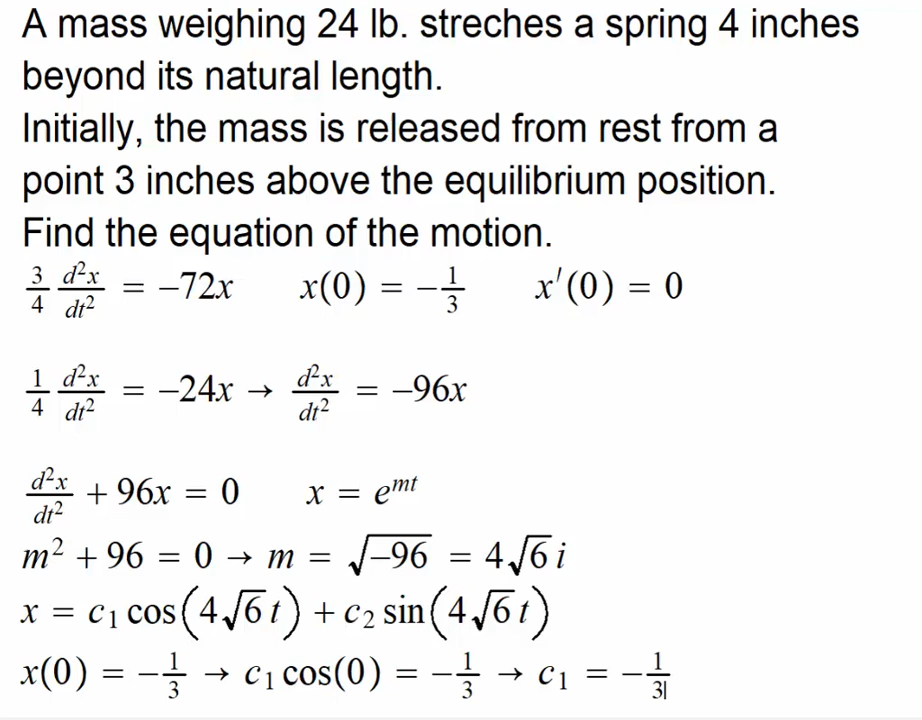 A mass weighing 24 lb. streches a spring 4 inches
beyond its natural length.
Initially, the mass is released from rest from a
point 3 inches above the equilibrium position.
Find the equation of the motion.
3/4 d²x/dt² = −72x    x(0) = −1/3    x′(0) = 0
1/4 d²x/dt² = −24x → d²x/dt² = −96x
d²x/dt² + 96x = 0    x = e^{mt}
m² + 96 = 0 → m = √(−96) = 4√6 i
x = c₁ cos(4√6 t) + c₂ sin(4√6 t)
x(0) = −1/3 → c₁ cos(0) = −1/3 → c₁ = −1/3